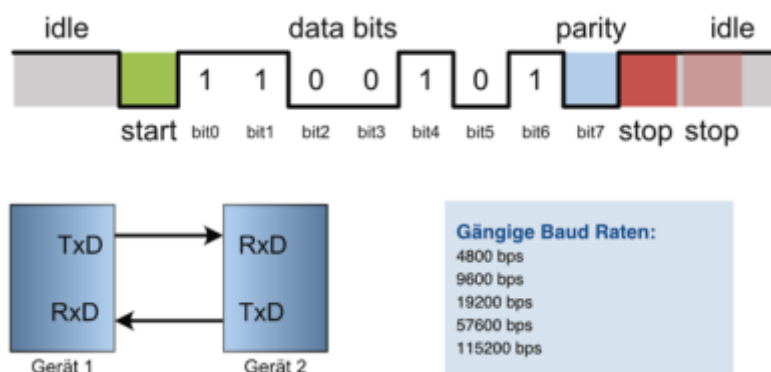 idle data bits parity idle
1 1 0 0 1 0 1
start bit0 bit1 bit2 bit3 bit4 bit5 bit6 bit7 stop stop
TxD RxD
RxD TxD
Gerät 1 Gerät 2
Gängige Baud Raten:
4800 bps
9600 bps
19200 bps
57600 bps
115200 bps